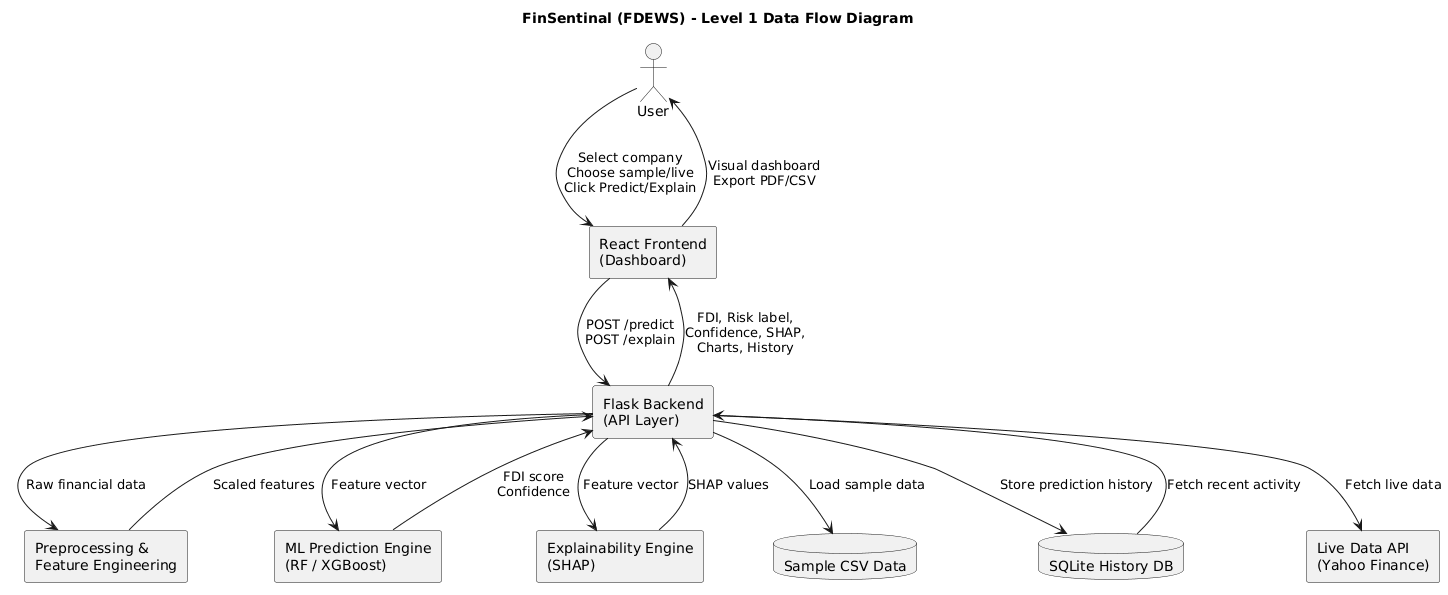 FinSentinal (FDEWS) - Level 1 Data Flow Diagram
User
Select company
Choose sample/live
Click Predict/Explain
Visual dashboard
Export PDF/CSV
React Frontend
(Dashboard)
POST /predict
POST /explain
FDI, Risk label,
Confidence, SHAP,
Charts, History
Flask Backend
(API Layer)
Raw financial data
Scaled features
Feature vector
FDI score
Confidence
Feature vector
SHAP values
Load sample data
Store prediction history
Fetch recent activity
Fetch live data
Preprocessing &
Feature Engineering
ML Prediction Engine
(RF / XGBoost)
Explainability Engine
(SHAP)
Sample CSV Data
SQLite History DB
Live Data API
(Yahoo Finance)